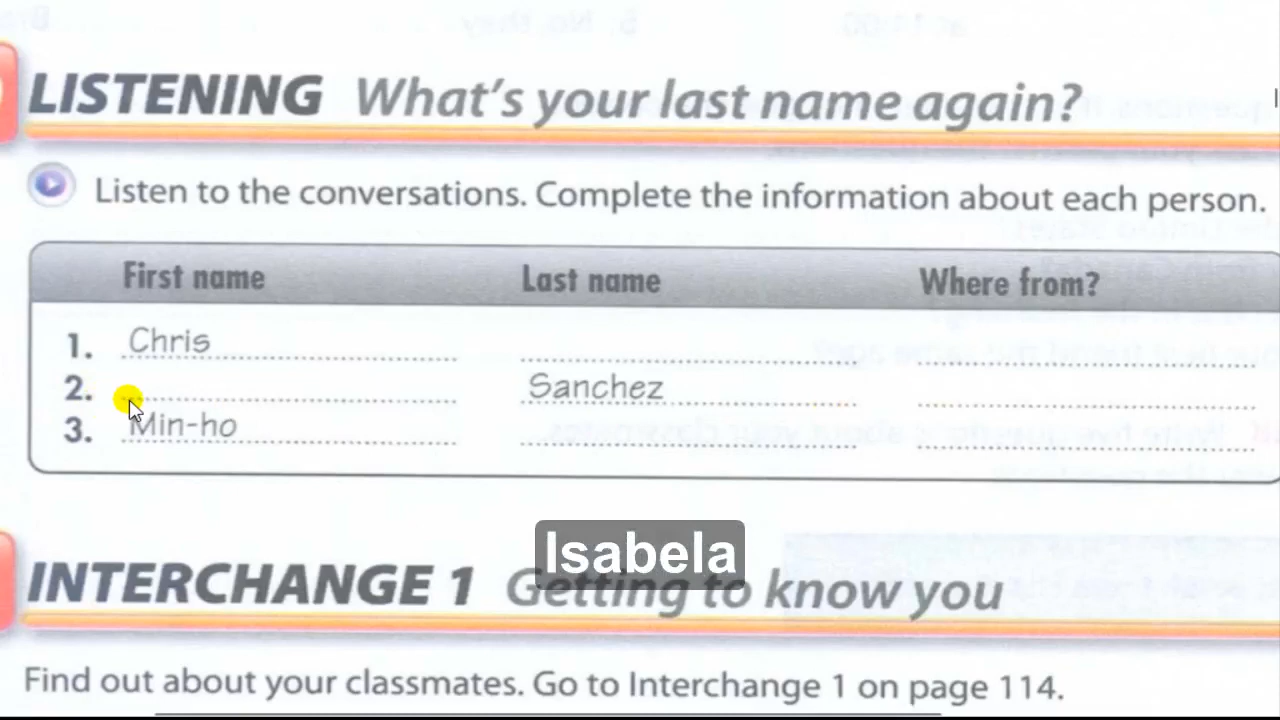 LISTENING What's your last name again?
Listen to the conversations. Complete the information about each person.
First name Last name Where from?
1. Chris
2. Sanchez
3. Min-ho
Isabela
INTERCHANGE 1 Getting to know you
Find out about your classmates. Go to Interchange 1 on page 114.